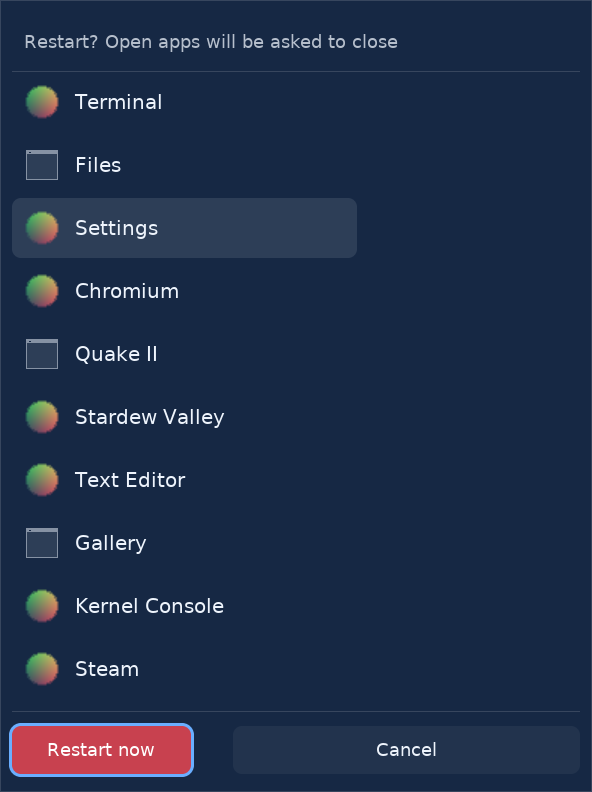 Restart? Open apps will be asked to close
Terminal
Files
Settings
Chromium
Quake II
Stardew Valley
Text Editor
Gallery
Kernel Console
Steam
Restart now
Cancel